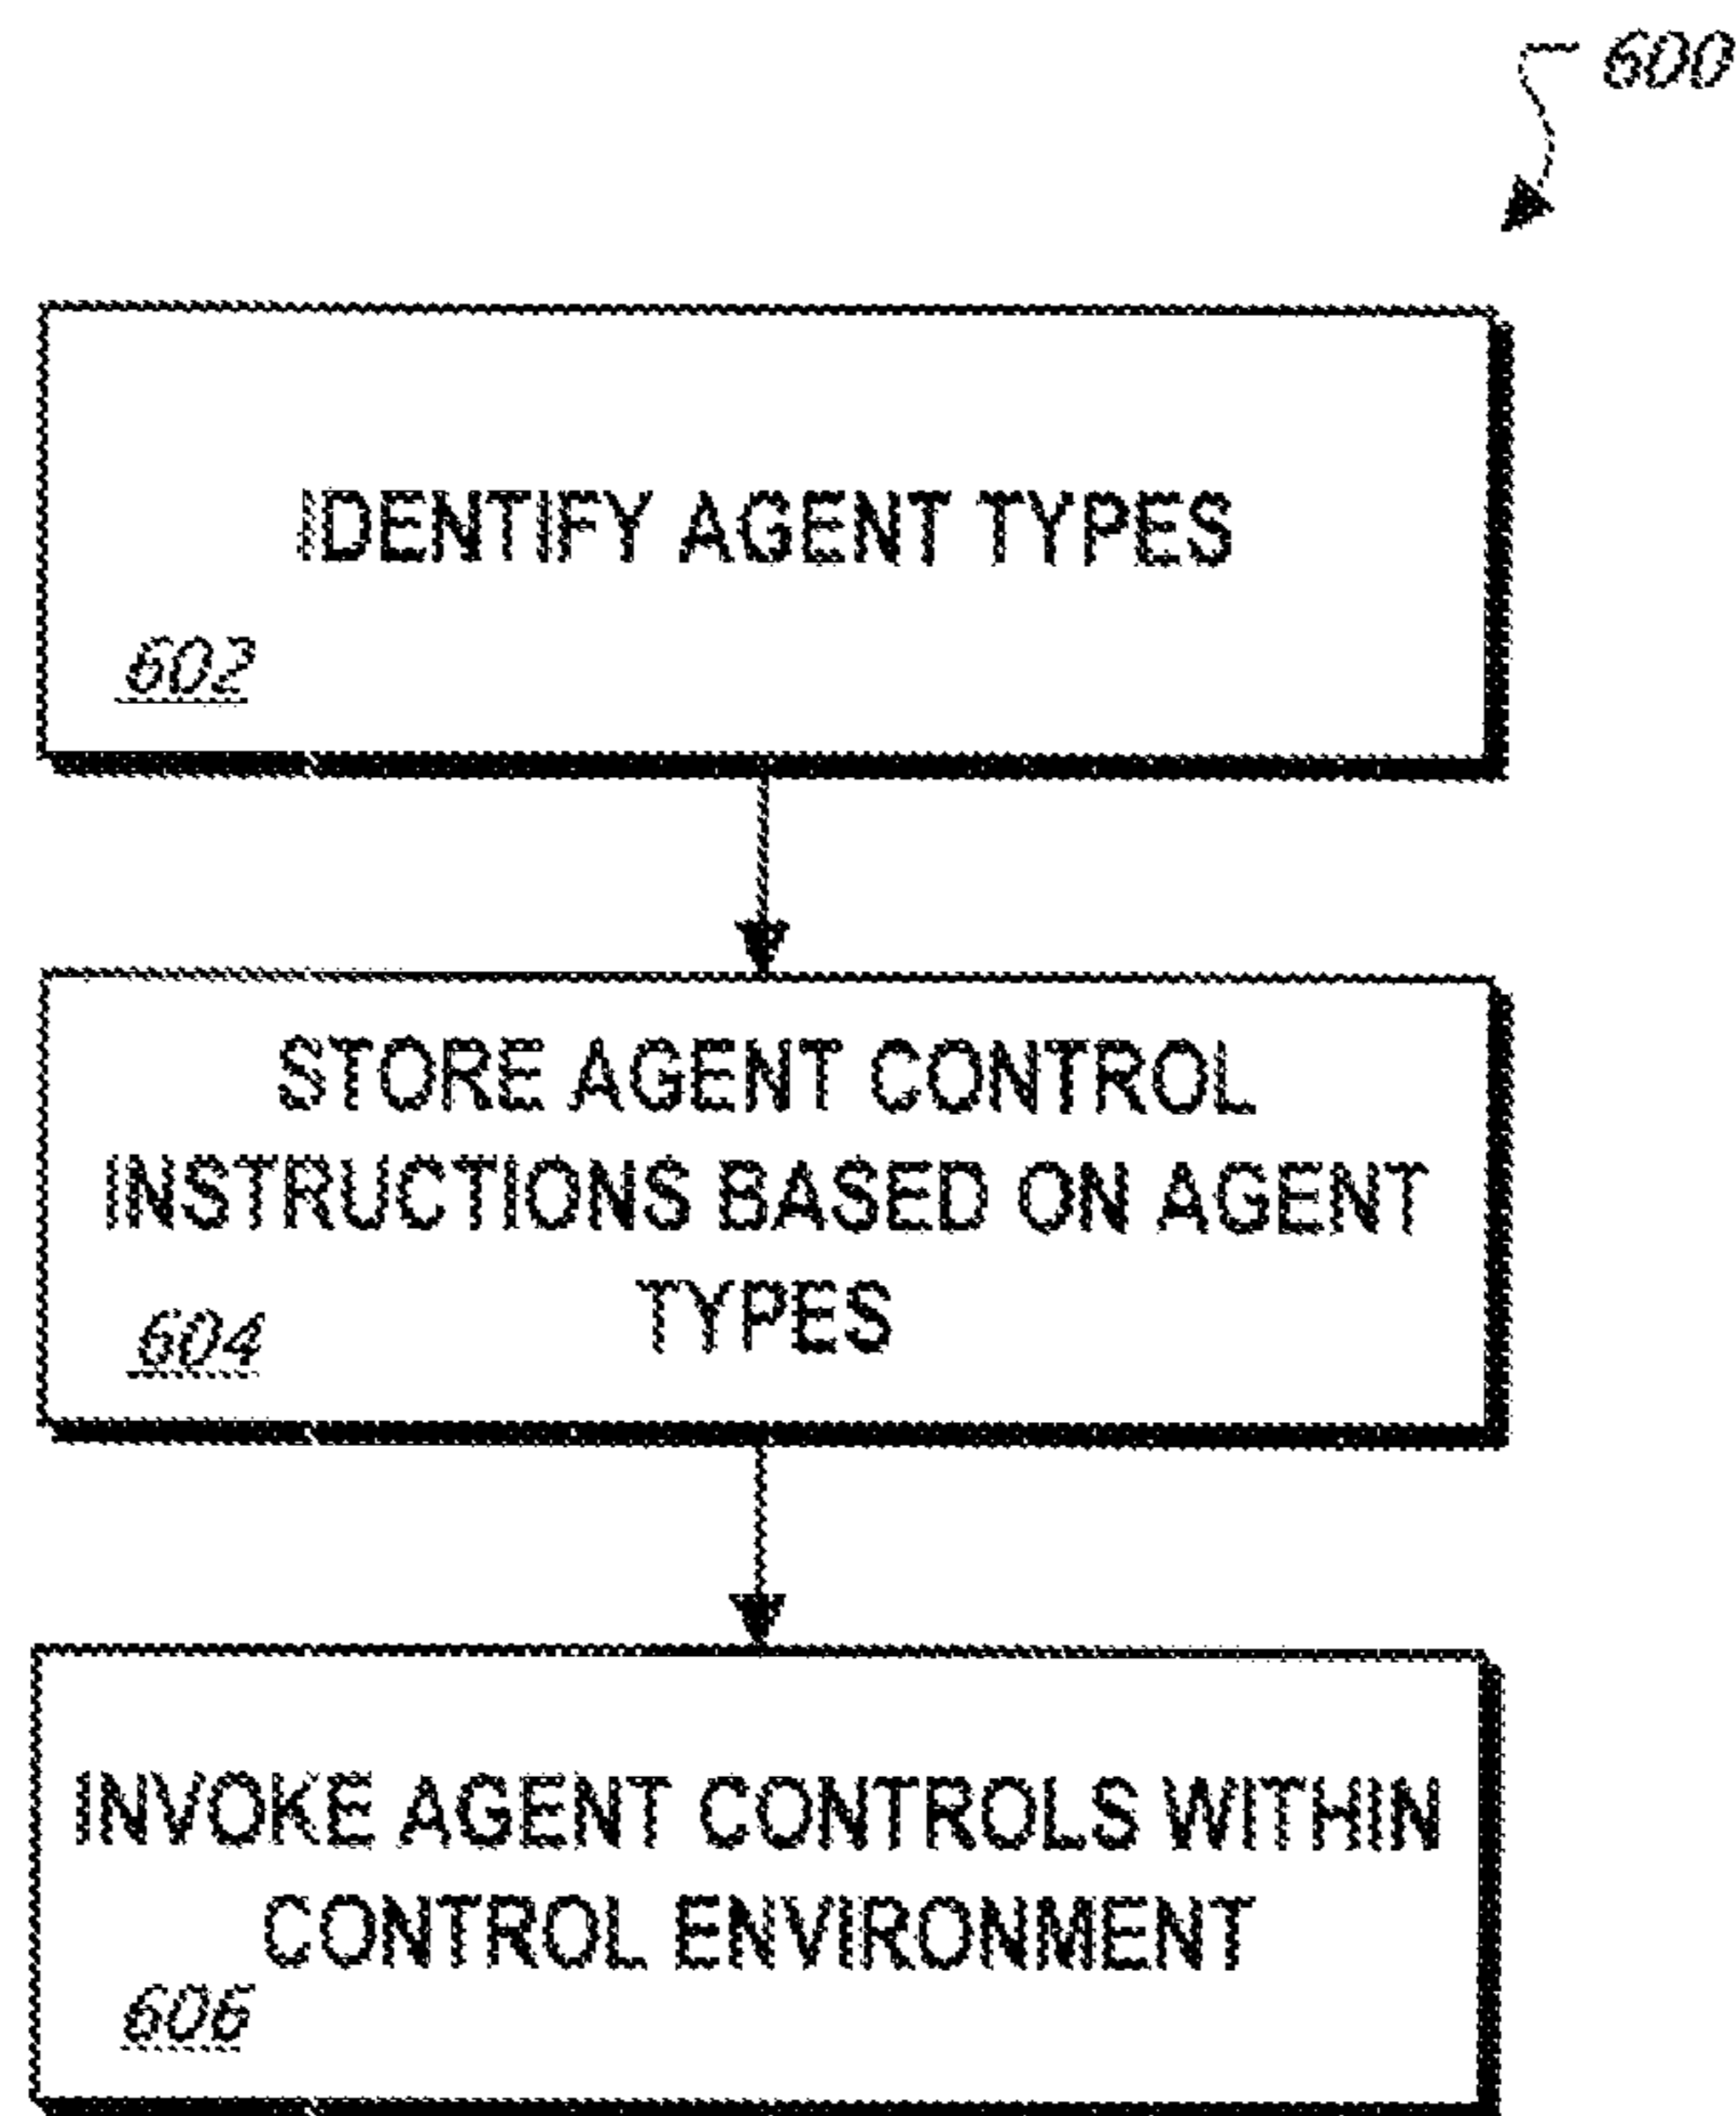 600
IDENTIFY AGENT TYPES
602
STORE AGENT CONTROL
INSTRUCTIONS BASED ON AGENT
TYPES
604
INVOKE AGENT CONTROLS WITHIN
CONTROL ENVIRONMENT
606